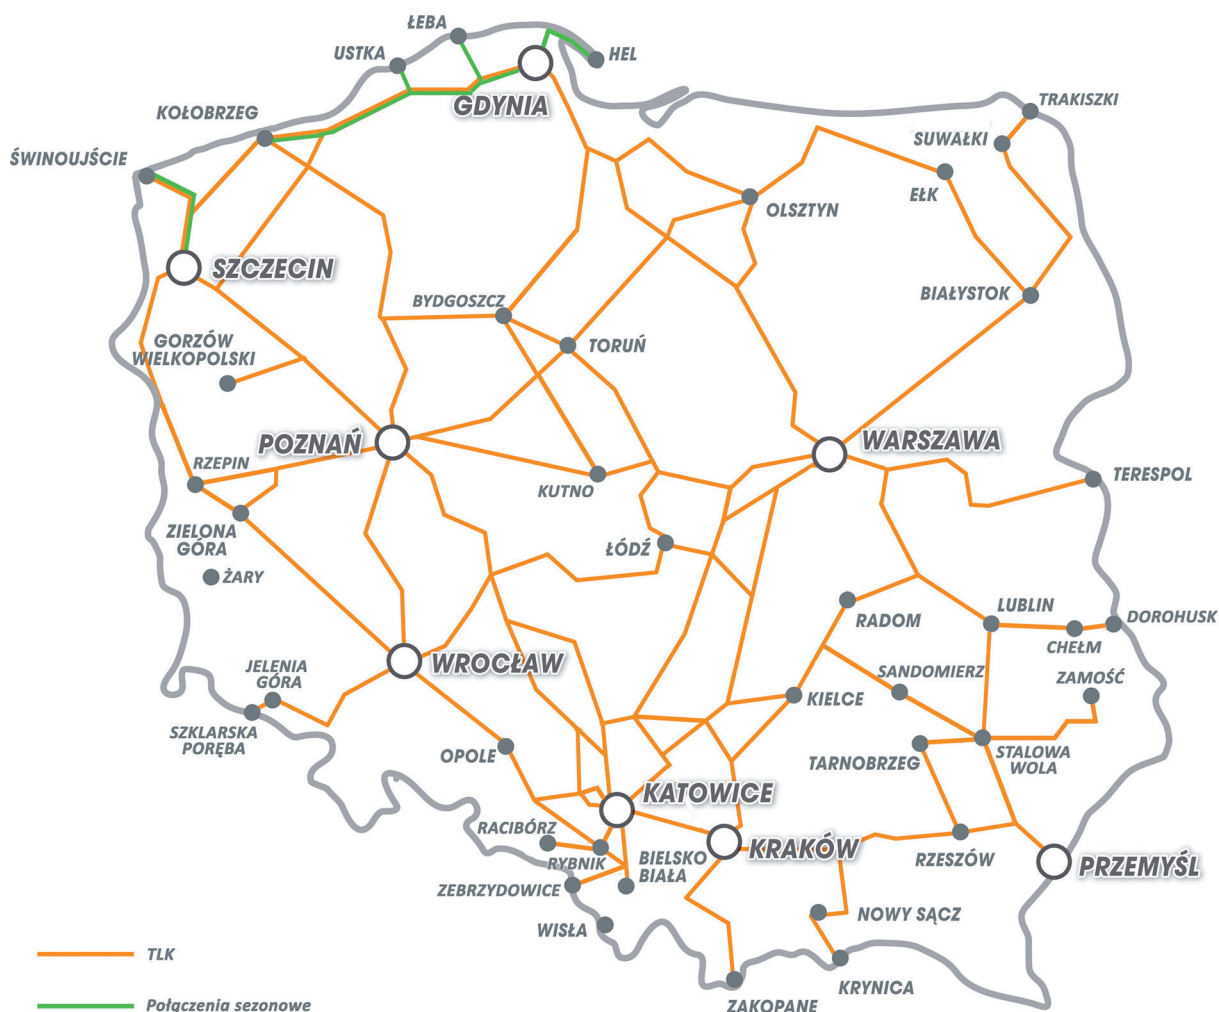 ŁEBA
USTKA
HEL
GDYNIA
KOŁOBRZEG
TRAKISZKI
SUWAŁKI
ŚWINOUJŚCIE
EŁK
OLSZTYN
SZCZECIN
BIAŁYSTOK
BYDGOSZCZ
GORZÓW
WIELKOPOLSKI
TORUŃ
POZNAŃ
WARSZAWA
RZEPIN
TERESPOL
KUTNO
ZIELONA
GÓRA
ŁÓDŹ
ŻARY
LUBLIN
DOROHUSK
RADOM
CHEŁM
WROCŁAW
JELENIA
GÓRA
SANDOMIERZ
ZAMOŚĆ
KIELCE
SZKLARSKA
PORĘBA
OPOLE
TARNOBRZEG
STALOWA
WOLA
KATOWICE
RACIBÓRZ
RYBNIK
BIELSKO
BIAŁA
KRAKÓW
RZESZÓW
PRZEMYŚL
ZEBRZYDOWICE
NOWY SĄCZ
WISŁA
TLK
KRYNICA
Połączenia sezonowe
ZAKOPANE